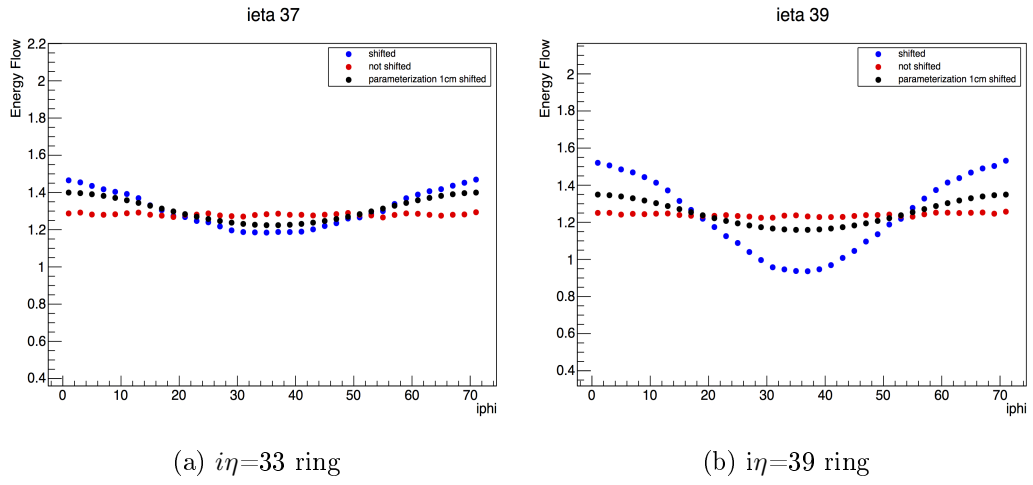 ieta 37
Energy Flow
2.2
2
1.8
1.6
1.4
1.2
1
0.8
0.6
0.4
shifted
not shifted
parameterization 1cm shifted
0 10 20 30 40 50 60 70
iphi
(a) iη=33 ring
ieta 39
Energy Flow
2
1.8
1.6
1.4
1.2
1
0.8
0.6
0.4
shifted
not shifted
parameterization 1cm shifted
0 10 20 30 40 50 60 70
iphi
(b) iη=39 ring